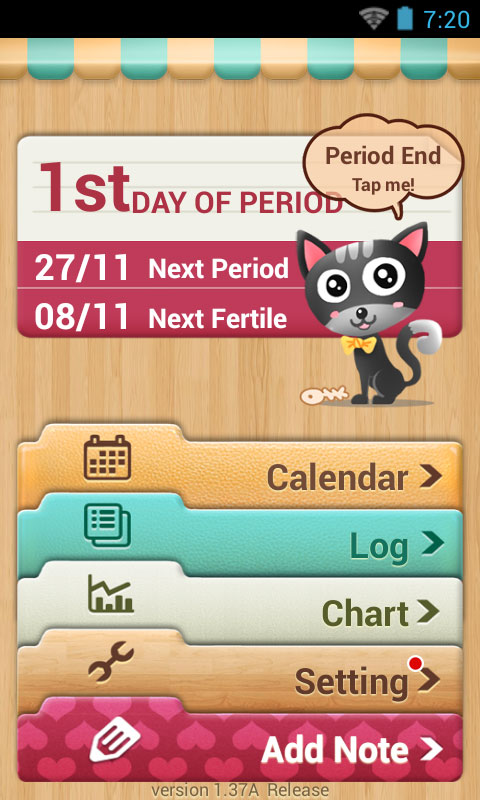 7:20
Period End
Tap me!
1st DAY OF PERIOD
27/11 Next Period
08/11 Next Fertile
Calendar
Log
Chart
Setting
Add Note
version 1.37A Release